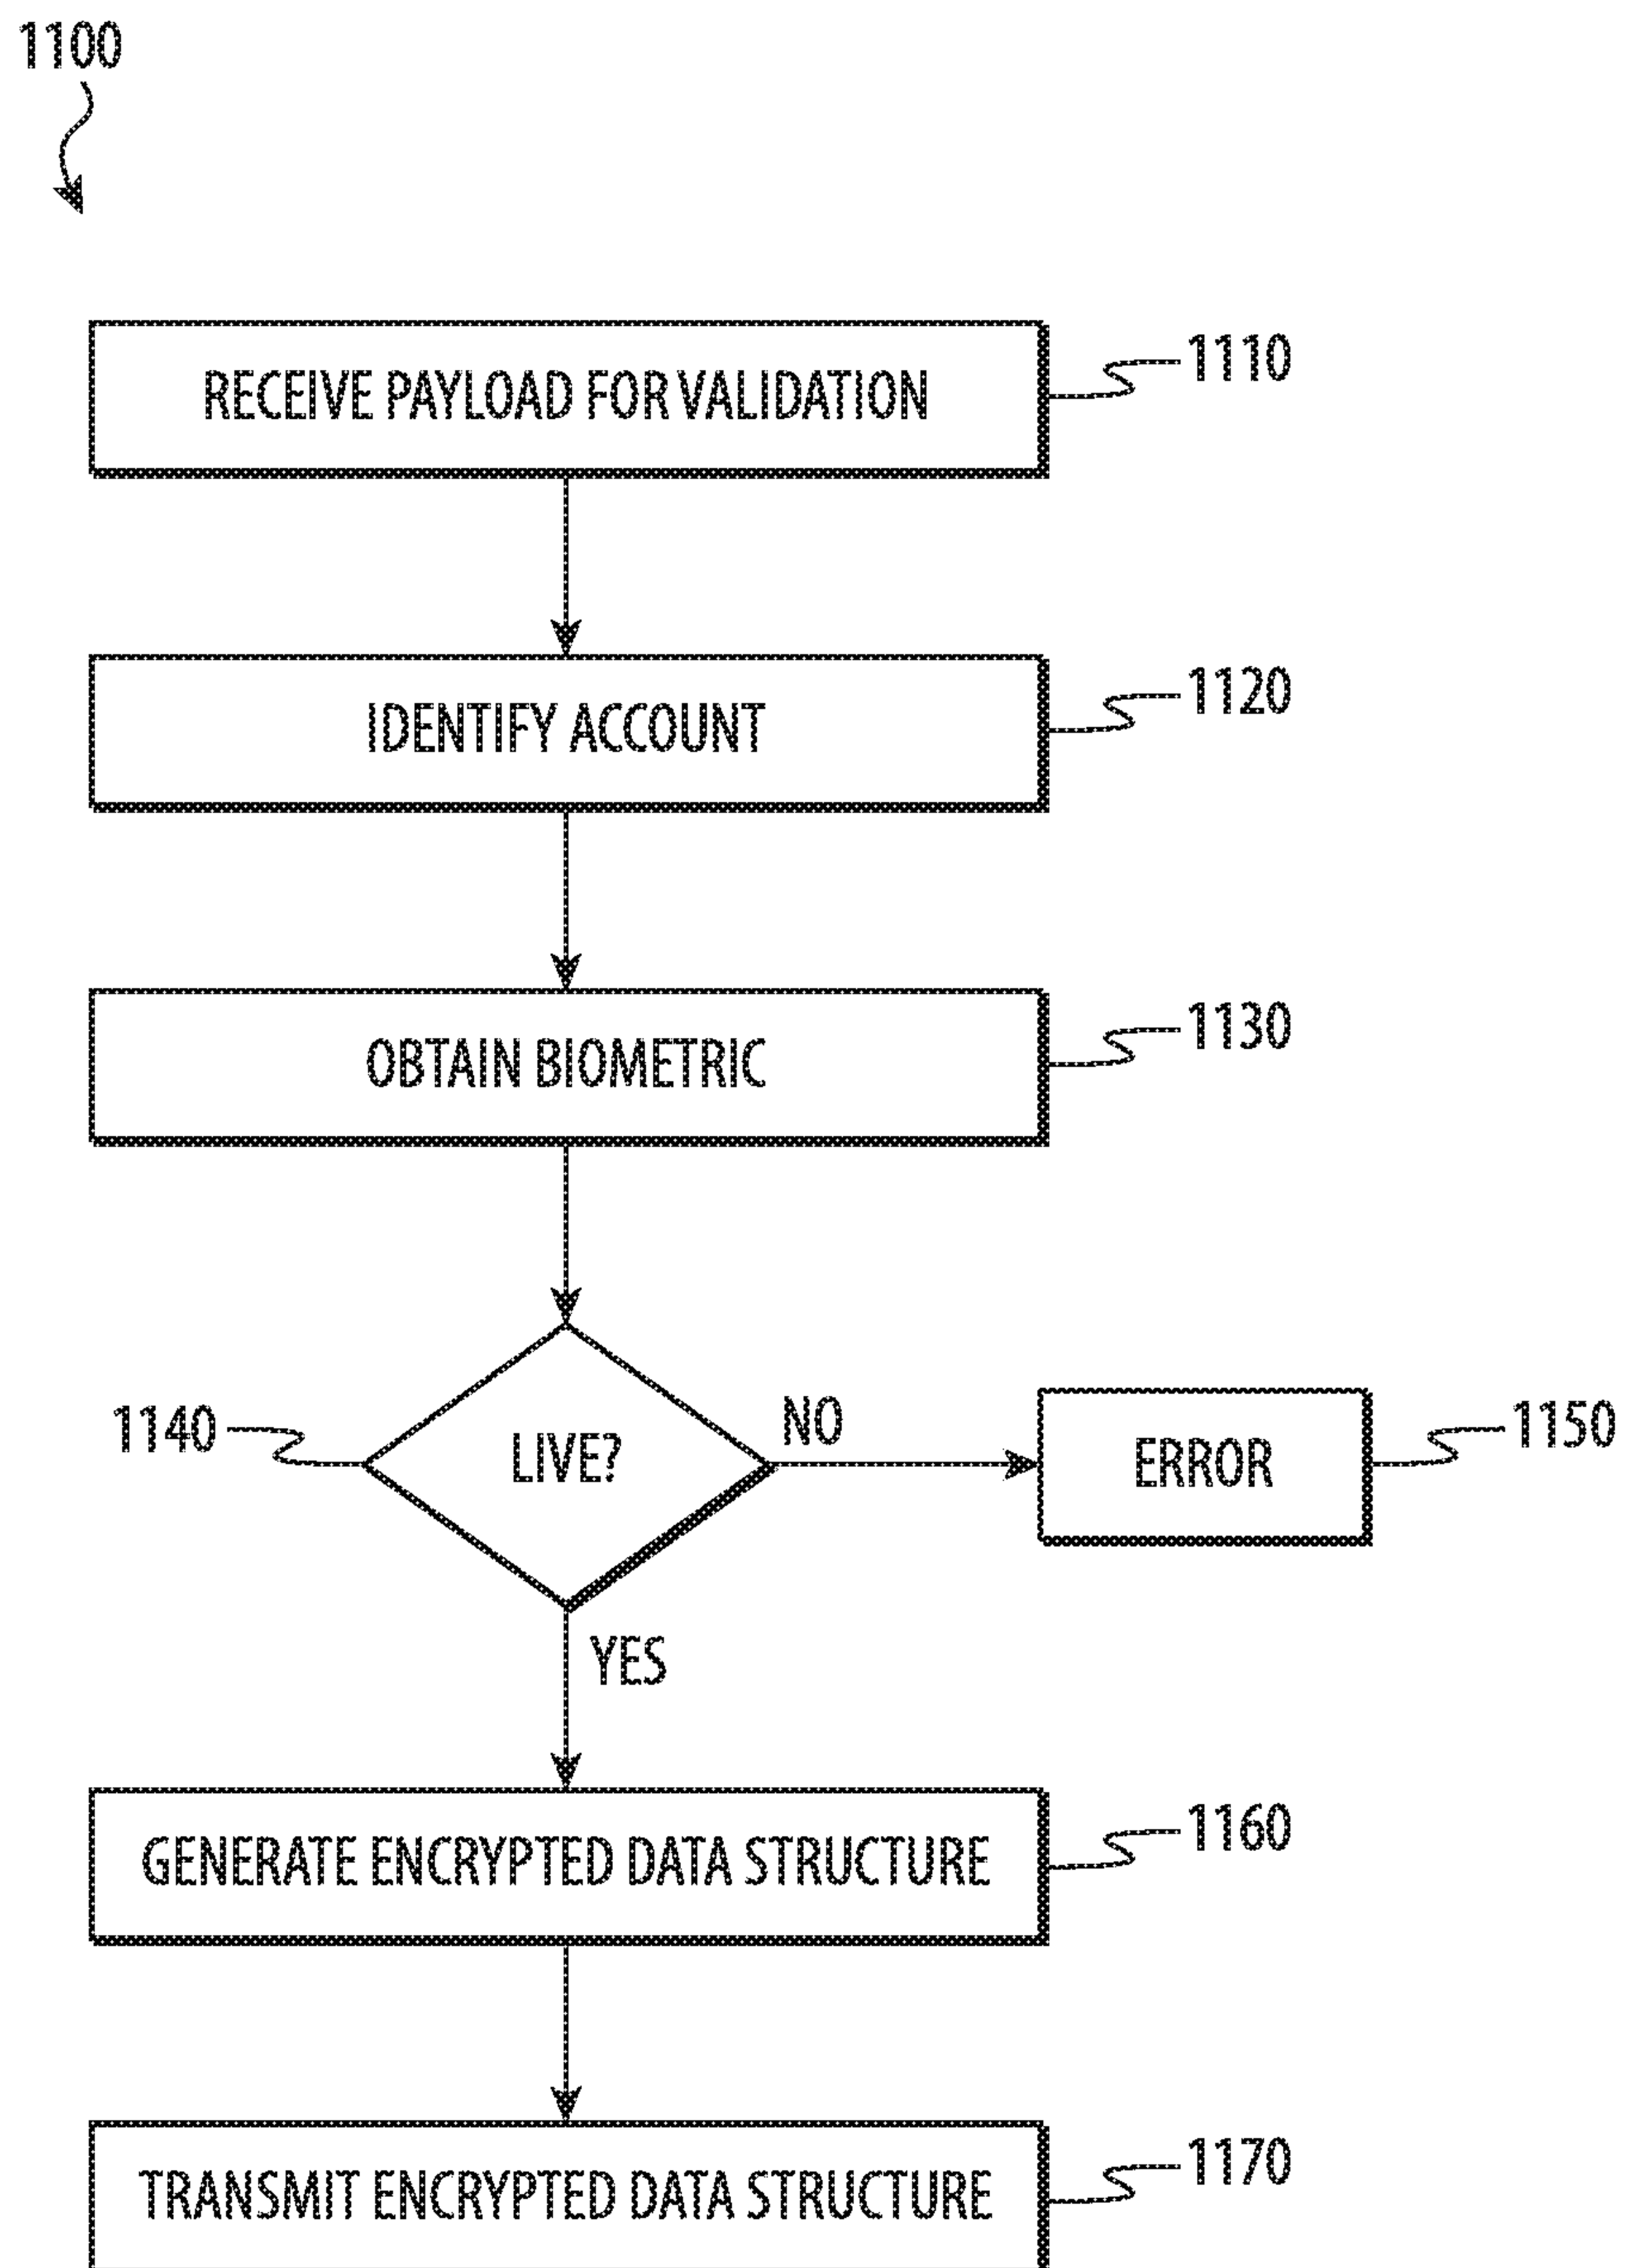 1100
RECEIVE PAYLOAD FOR VALIDATION
1110
IDENTIFY ACCOUNT
1120
OBTAIN BIOMETRIC
1130
1140
LIVE?
NO
ERROR
1150
YES
GENERATE ENCRYPTED DATA STRUCTURE
1160
TRANSMIT ENCRYPTED DATA STRUCTURE
1170